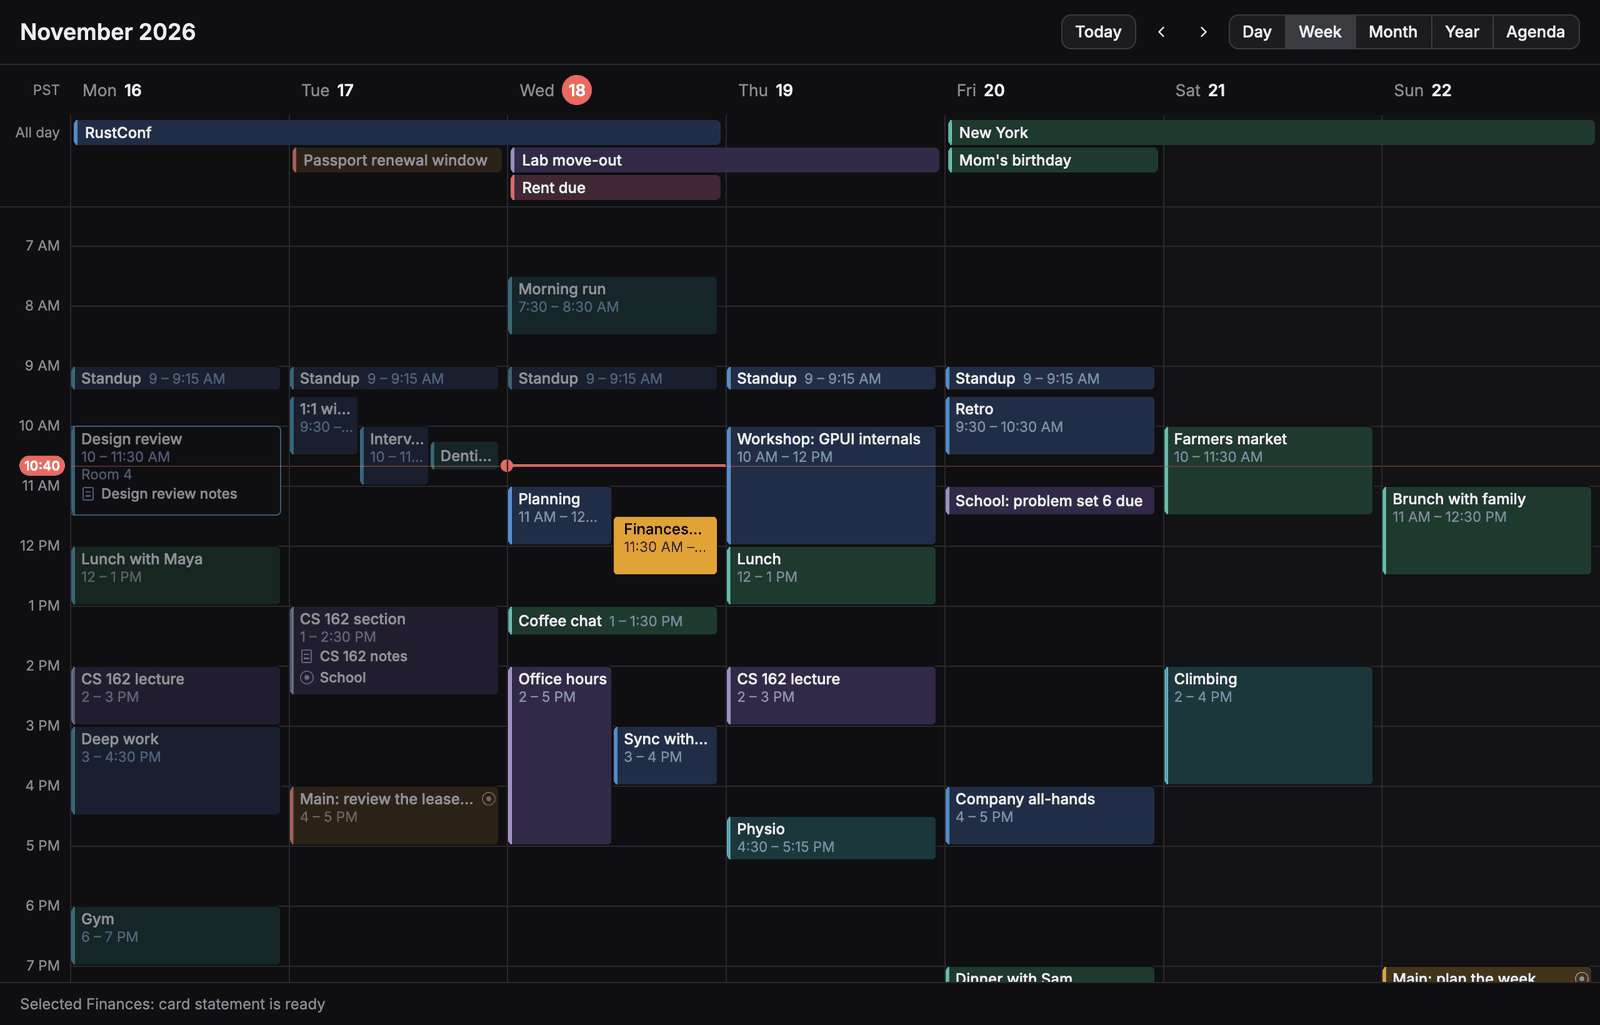 November 2026
Today
Day
Week
Month
Year
Agenda
PST
Mon 16
Tue 17
Wed 18
Thu 19
Fri 20
Sat 21
Sun 22
All day
RustConf
New York
Passport renewal window
Lab move-out
Mom's birthday
Rent due
7 AM
8 AM
9 AM
10 AM
10:40
11 AM
12 PM
1 PM
2 PM
3 PM
4 PM
5 PM
6 PM
7 PM
Standup 9 – 9:15 AM
Design review
10 – 11:30 AM
Room 4
Design review notes
Lunch with Maya
12 – 1 PM
CS 162 lecture
2 – 3 PM
Deep work
3 – 4:30 PM
Gym
6 – 7 PM
Standup 9 – 9:15 AM
1:1 wi...
9:30 –...
Interv...
10 – 11...
Denti...
CS 162 section
1 – 2:30 PM
CS 162 notes
School
Main: review the lease...
4 – 5 PM
Morning run
7:30 – 8:30 AM
Standup 9 – 9:15 AM
Planning
11 AM – 12...
Finances...
11:30 AM –...
Coffee chat 1 – 1:30 PM
Office hours
2 – 5 PM
Sync with...
3 – 4 PM
Standup 9 – 9:15 AM
Workshop: GPUI internals
10 AM – 12 PM
Lunch
12 – 1 PM
CS 162 lecture
2 – 3 PM
Physio
4:30 – 5:15 PM
Standup 9 – 9:15 AM
Retro
9:30 – 10:30 AM
School: problem set 6 due
Company all-hands
4 – 5 PM
Dinner with Sam
Farmers market
10 – 11:30 AM
Climbing
2 – 4 PM
Brunch with family
11 AM – 12:30 PM
Main: plan the week
Selected Finances: card statement is ready